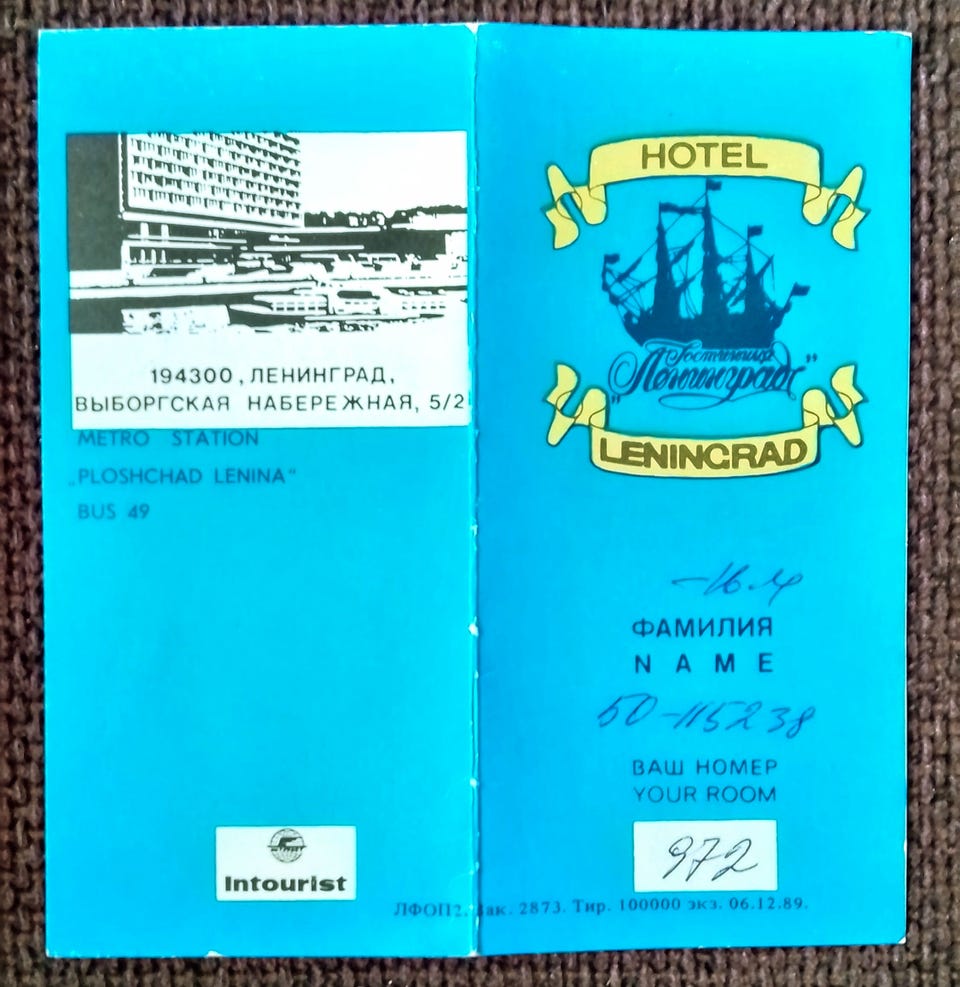 194300, ЛЕНИНГРАД,
ВЫБОРГСКАЯ НАБЕРЕЖНАЯ, 5/2
METRO STATION
„PLOSHCHAD LENINA“
BUS 49
Intourist
HOTEL
Гостиница
„Ленинград”
LENINGRAD
ФАМИЛИЯ
NAME
50-115238
ВАШ НОМЕР
YOUR ROOM
972
ЛФОП2. Зак. 2873. Тир. 100000 экз. 06.12.89.